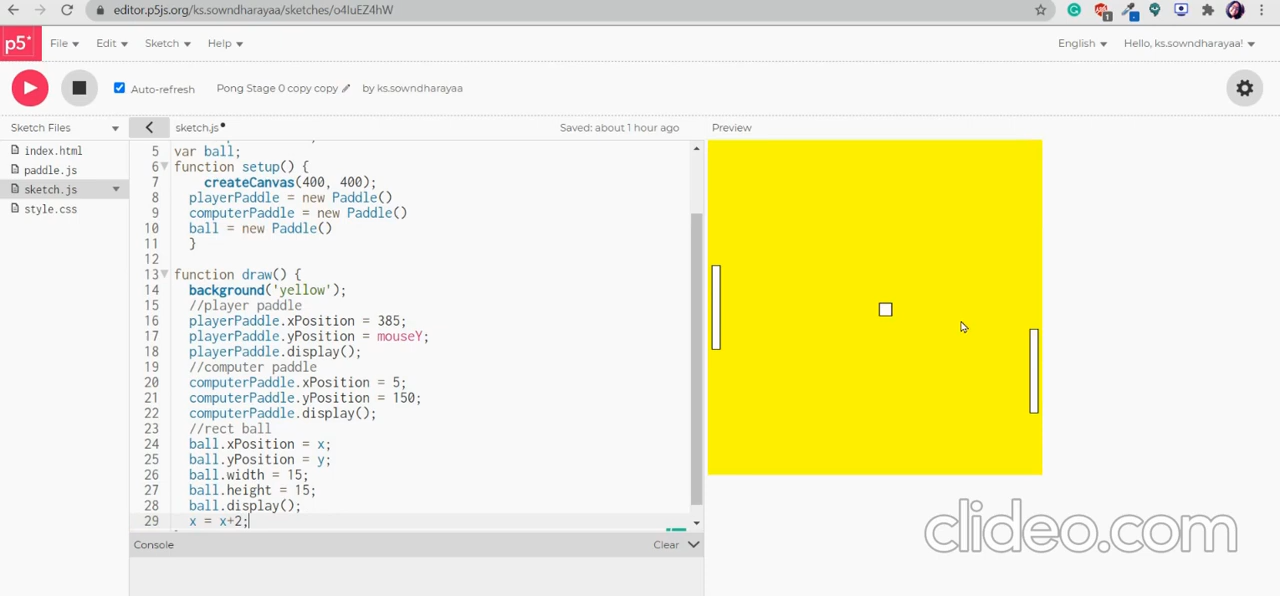 editor.p5js.org/ks.sowndharayaa/sketches/o4IuEZ4hW
p5* File Edit Sketch Help English Hello, ks.sowndharayaa!
Auto-refresh Pong Stage 0 copy copy by ks.sowndharayaa
Sketch Files sketch.js Saved: about 1 hour ago Preview
index.html
paddle.js
sketch.js
style.css
5 var ball;
6 function setup() {
7 createCanvas(400, 400);
8 playerPaddle = new Paddle()
9 computerPaddle = new Paddle()
10 ball = new Paddle()
11 }
12
13 function draw() {
14 background('yellow');
15 //player paddle
16 playerPaddle.xPosition = 385;
17 playerPaddle.yPosition = mouseY;
18 playerPaddle.display();
19 //computer paddle
20 computerPaddle.xPosition = 5;
21 computerPaddle.yPosition = 150;
22 computerPaddle.display();
23 //rect ball
24 ball.xPosition = x;
25 ball.yPosition = y;
26 ball.width = 15;
27 ball.height = 15;
28 ball.display();
29 x = x+2;
Console Clear
clideo.com